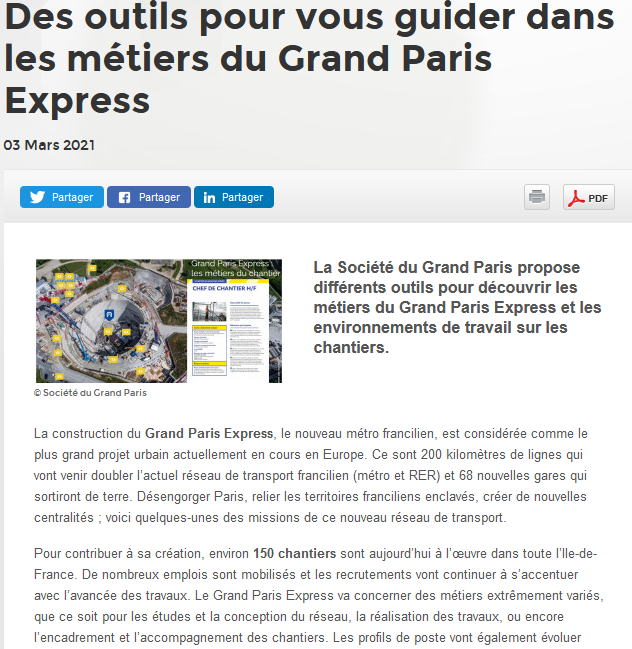 Des outils pour vous guider dans
les métiers du Grand Paris
Express
03 Mars 2021
Partager
Partager
Partager
PDF
Grand Paris Express
les métiers du chantier
CHEF DE CHANTIER H/F
La Société du Grand Paris propose
différents outils pour découvrir les
métiers du Grand Paris Express et les
environnements de travail sur les
chantiers.
© Société du Grand Paris
La construction du Grand Paris Express, le nouveau métro francilien, est considérée comme le
plus grand projet urbain actuellement en cours en Europe. Ce sont 200 kilomètres de lignes qui
vont venir doubler l’actuel réseau de transport francilien (métro et RER) et 68 nouvelles gares qui
sortiront de terre. Désengorger Paris, relier les territoires franciliens enclavés, créer de nouvelles
centralités ; voici quelques-unes des missions de ce nouveau réseau de transport.
Pour contribuer à sa création, environ 150 chantiers sont aujourd’hui à l’œuvre dans toute l’Ile-de-
France. De nombreux emplois sont mobilisés et les recrutements vont continuer à s’accentuer
avec l’avancée des travaux. Le Grand Paris Express va concerner des métiers extrêmement variés,
que ce soit pour les études et la conception du réseau, la réalisation des travaux, ou encore
l’encadrement et l’accompagnement des chantiers. Les profils de poste vont également évoluer